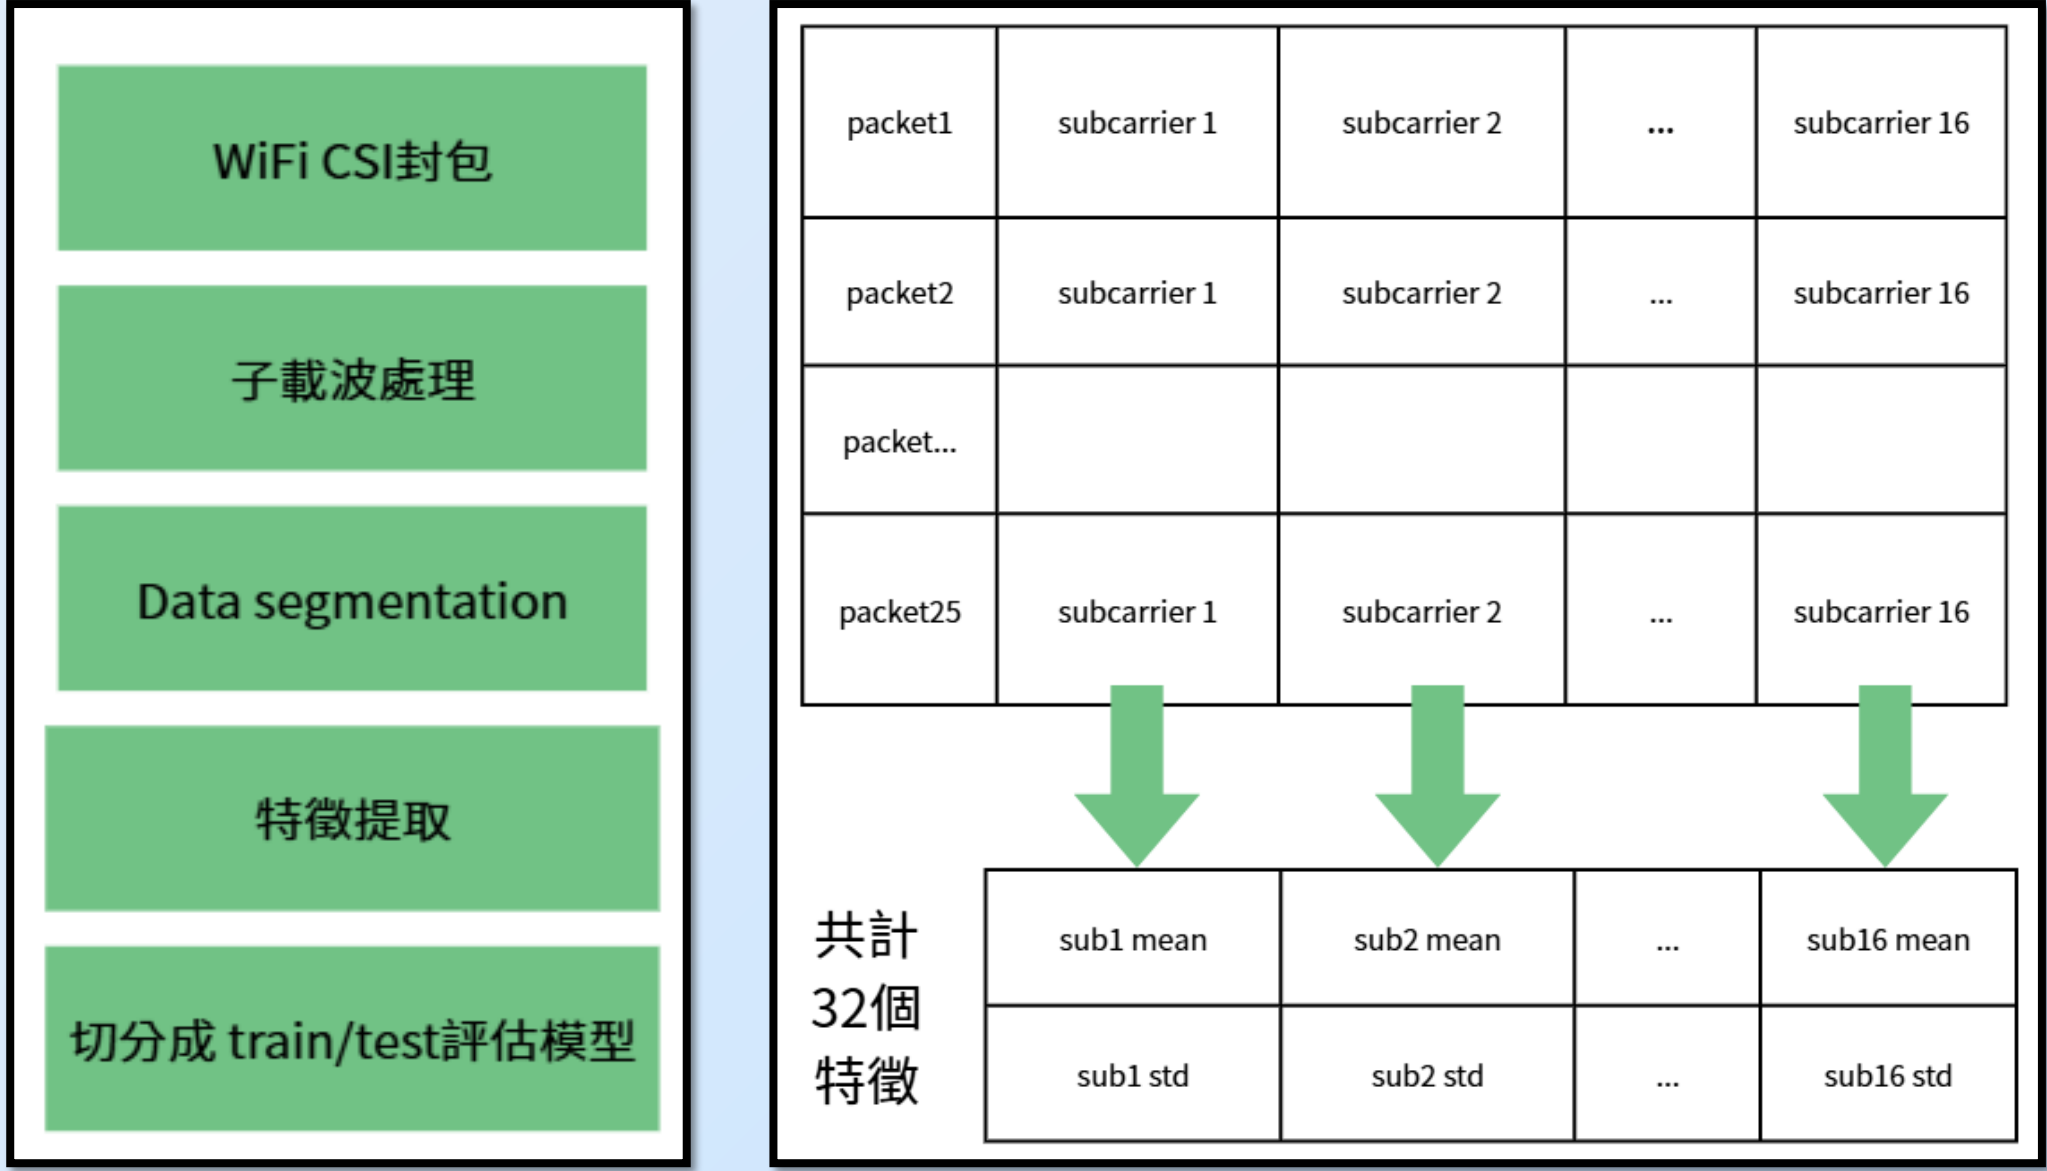 WiFi CSI封包
子載波處理
Data segmentation
特徵提取
切分成 train/test評估模型
packet1 subcarrier 1 subcarrier 2 ... subcarrier 16
packet2 subcarrier 1 subcarrier 2 ... subcarrier 16
packet...
packet25 subcarrier 1 subcarrier 2 ... subcarrier 16
共計
32個
特徵
sub1 mean sub2 mean ... sub16 mean
sub1 std sub2 std ... sub16 std